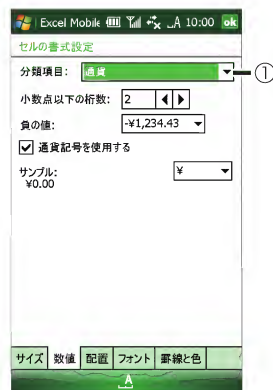 Excel Mobile A 10:00 ok
セルの書式設定
分類項目: 通貨 ①
小数点以下の桁数: 2
負の値: -¥1,234.43
通貨記号を使用する
サンプル: ¥
¥0.00
サイズ 数値 配置 フォント 罫線と色
A